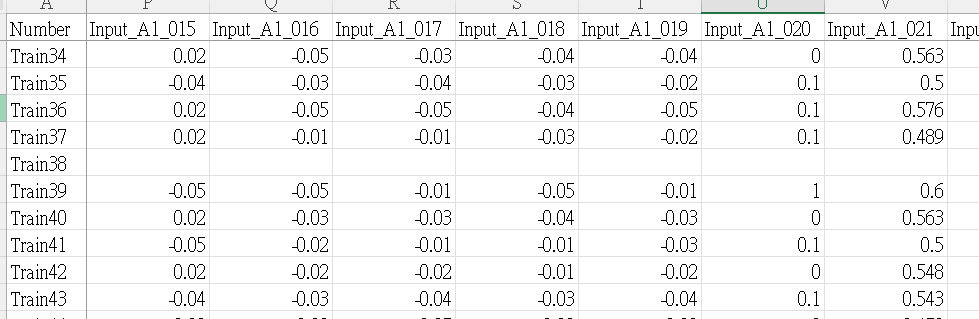 A P Q R S T U V
Number Input_A1_015 Input_A1_016 Input_A1_017 Input_A1_018 Input_A1_019 Input_A1_020 Input_A1_021 Inpu
Train34 0.02 -0.05 -0.03 -0.04 -0.04 0 0.563
Train35 -0.04 -0.03 -0.04 -0.03 -0.02 0.1 0.5
Train36 0.02 -0.05 -0.05 -0.04 -0.05 0.1 0.576
Train37 0.02 -0.01 -0.01 -0.03 -0.02 0.1 0.489
Train38
Train39 -0.05 -0.05 -0.01 -0.05 -0.01 1 0.6
Train40 0.02 -0.03 -0.03 -0.04 -0.03 0 0.563
Train41 -0.05 -0.02 -0.01 -0.01 -0.03 0.1 0.5
Train42 0.02 -0.02 -0.02 -0.01 -0.02 0 0.548
Train43 -0.04 -0.03 -0.04 -0.03 -0.04 0.1 0.543